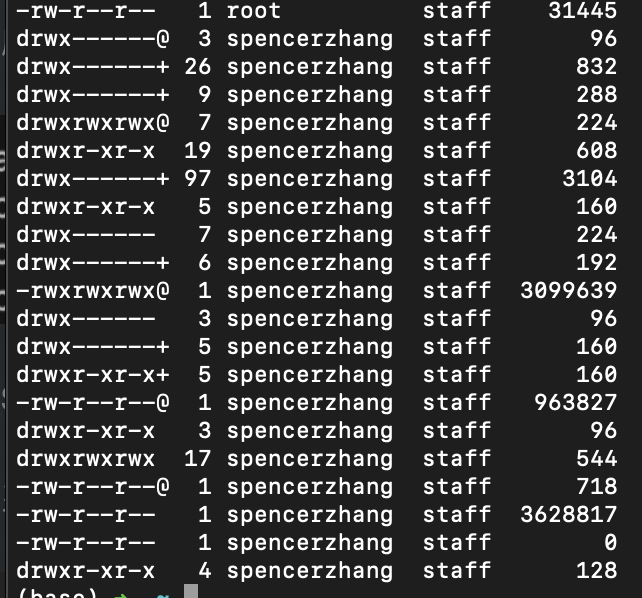 -rw-r--r-- 1 root staff 31445
drwx------@ 3 spencerzhang staff 96
drwx------+ 26 spencerzhang staff 832
drwx------+ 9 spencerzhang staff 288
drwxrwxrwx@ 7 spencerzhang staff 224
drwxr-xr-x 19 spencerzhang staff 608
drwx------+ 97 spencerzhang staff 3104
drwxr-xr-x 5 spencerzhang staff 160
drwx------ 7 spencerzhang staff 224
drwx------+ 6 spencerzhang staff 192
-rwxrwxrwx@ 1 spencerzhang staff 3099639
drwx------ 3 spencerzhang staff 96
drwx------+ 5 spencerzhang staff 160
drwxr-xr-x+ 5 spencerzhang staff 160
-rw-r--r--@ 1 spencerzhang staff 963827
drwxr-xr-x 3 spencerzhang staff 96
drwxrwxrwx 17 spencerzhang staff 544
-rw-r--r--@ 1 spencerzhang staff 718
-rw-r--r-- 1 spencerzhang staff 3628817
-rw-r--r-- 1 spencerzhang staff 0
drwxr-xr-x 4 spencerzhang staff 128
(base) ➜ ~